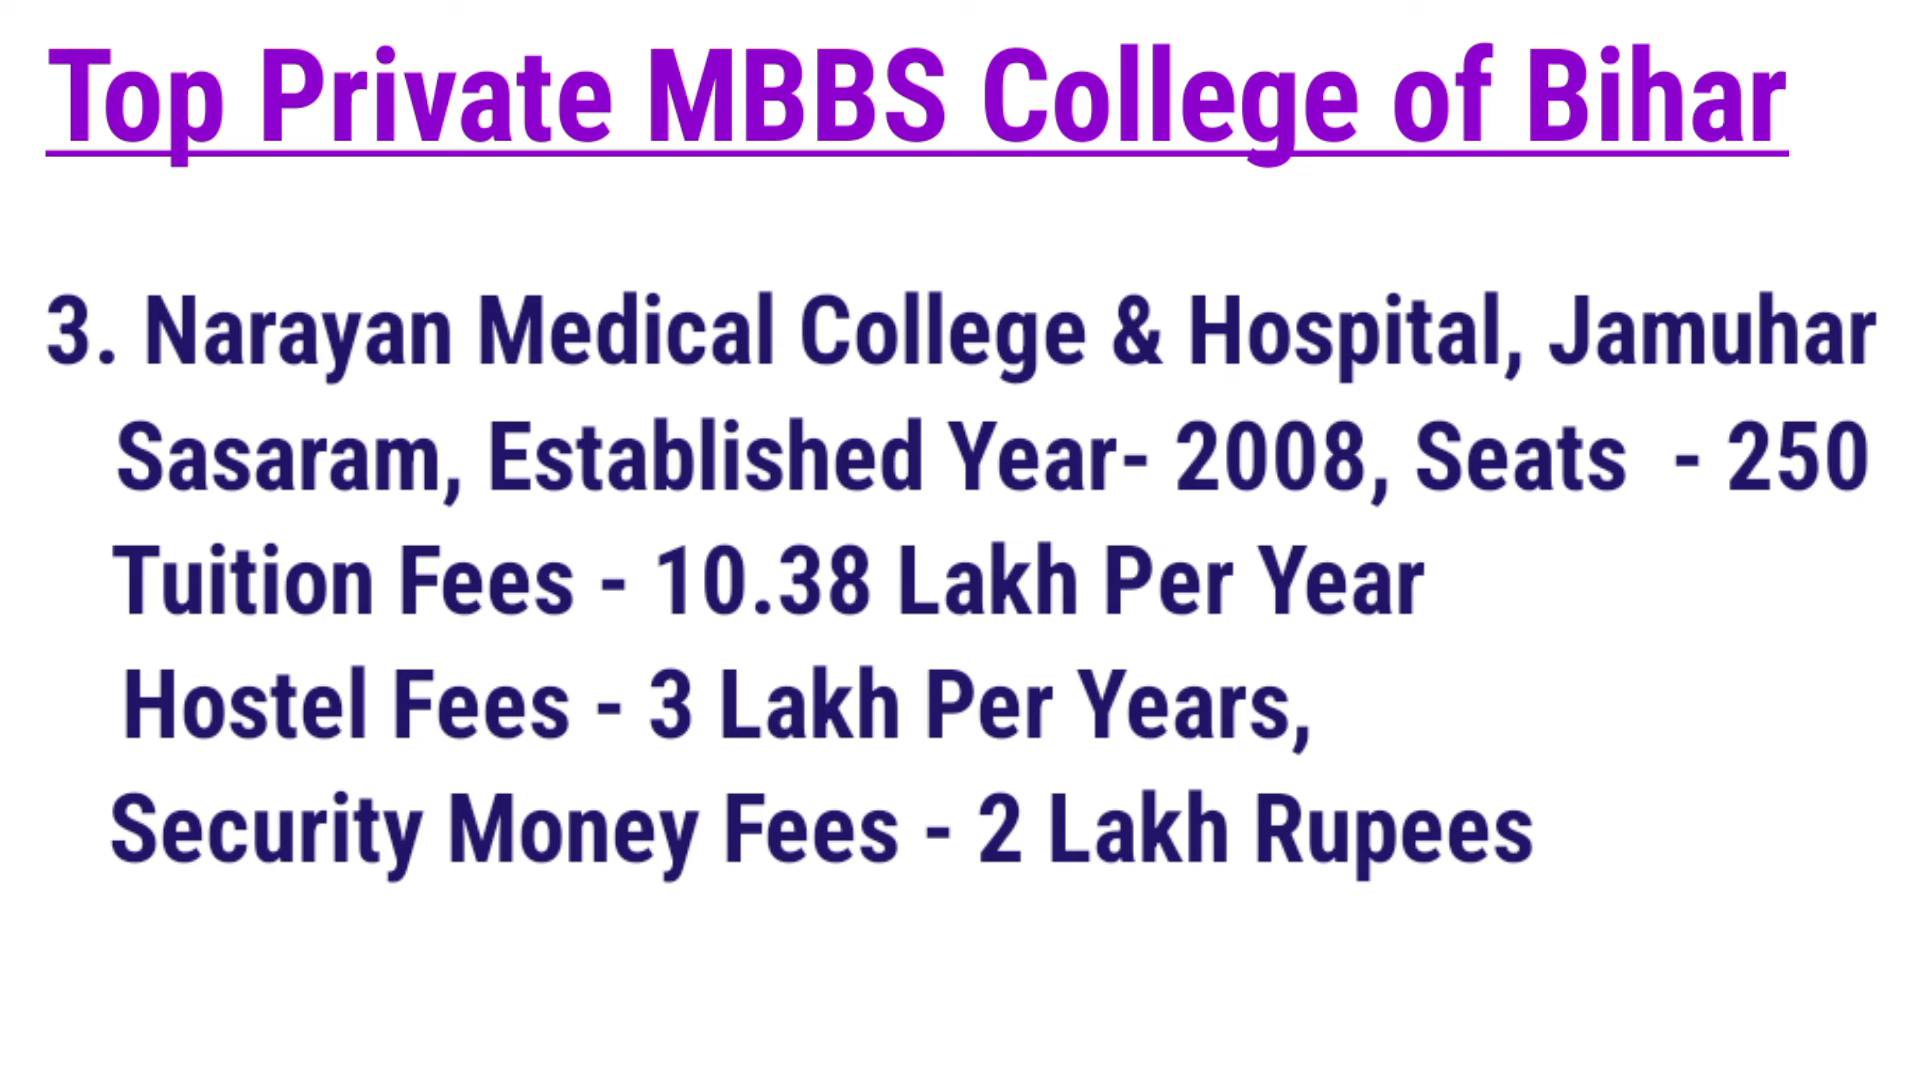 Top Private MBBS College of Bihar
3. Narayan Medical College & Hospital, Jamuhar
Sasaram, Established Year- 2008, Seats  - 250
Tuition Fees - 10.38 Lakh Per Year
Hostel Fees - 3 Lakh Per Years,
Security Money Fees - 2 Lakh Rupees